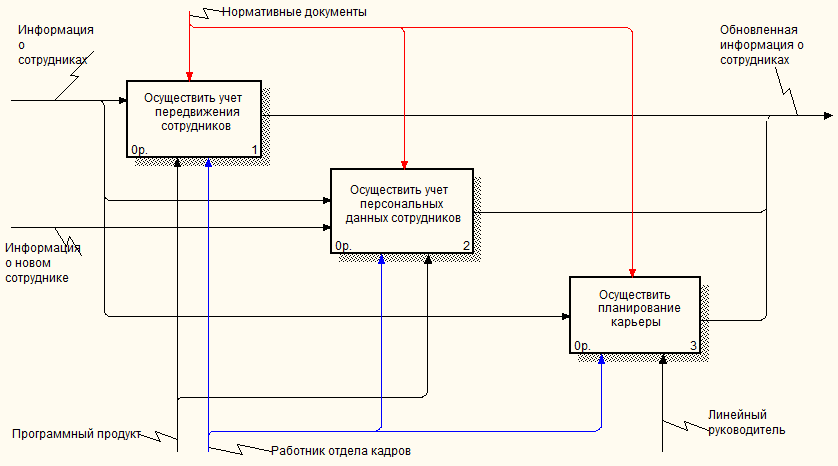 Нормативные документы
Информация
о
сотрудниках
Обновленная
информация о
сотрудниках
Осуществить учет
передвижения
сотрудников
0р. 1
Осуществить учет
персональных
данных сотрудников
0р. 2
Информация
о новом
сотруднике
Осуществить
планирование
карьеры
0р. 3
Линейный
руководитель
Программный продукт
Работник отдела кадров